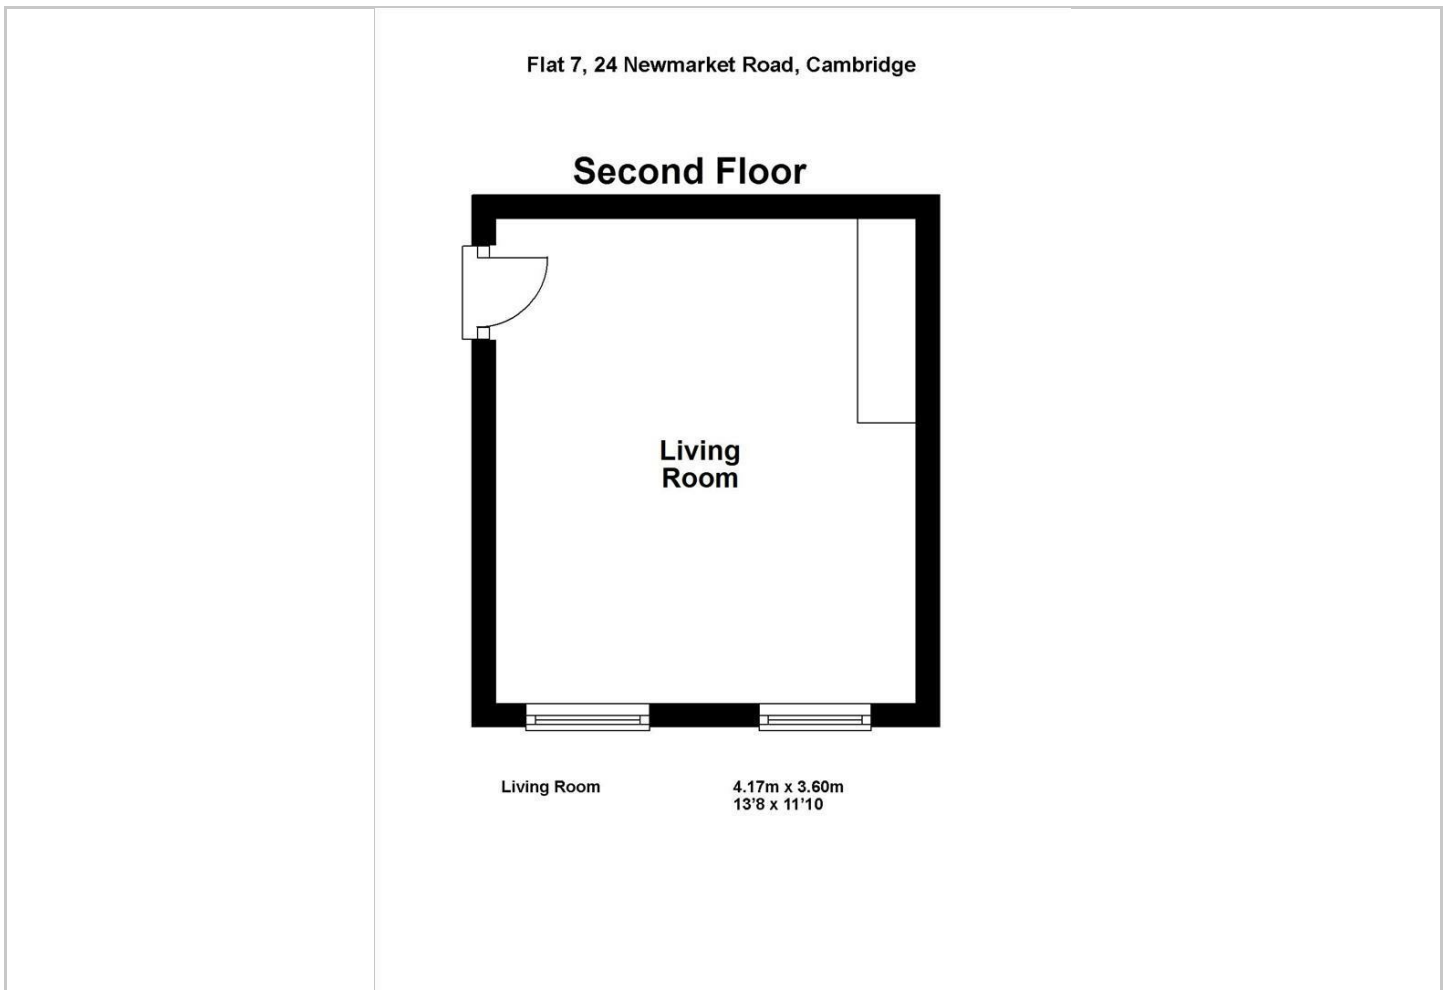 Flat 7, 24 Newmarket Road, Cambridge
Second Floor
Living
Room
Living Room 4.17m x 3.60m
13'8 x 11'10